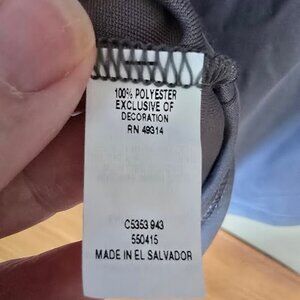 100% POLYESTER
EXCLUSIVE OF
DECORATION
RN 49314
C5353 943
550415
MADE IN EL SALVADOR